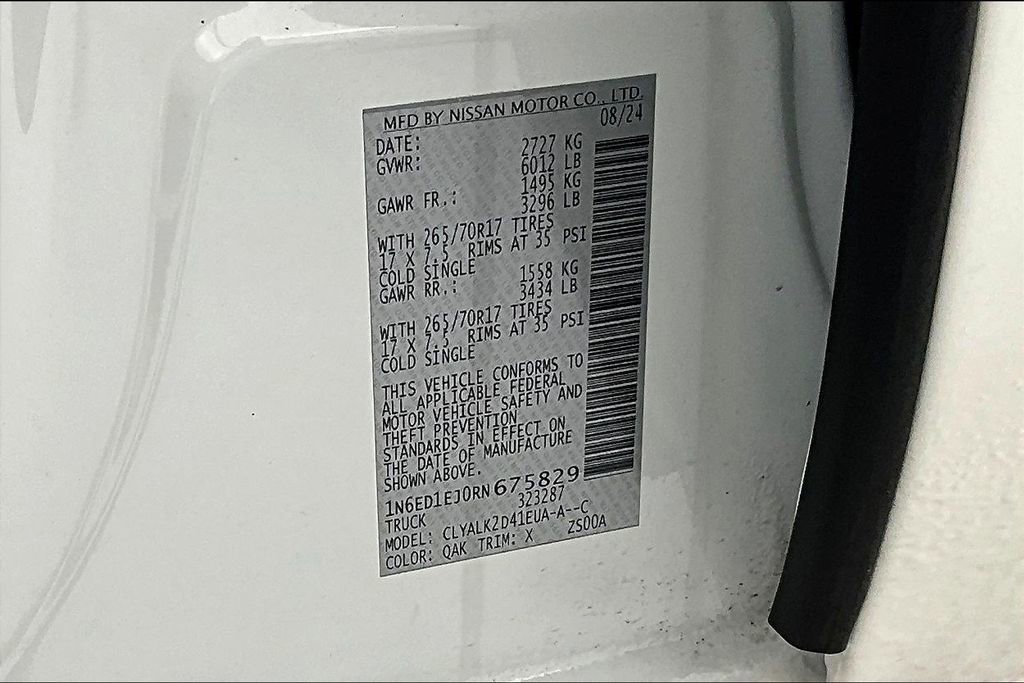 MFD BY NISSAN MOTOR CO., LTD.
08/24
DATE: 2727 KG
GVWR: 6012 LB
1495 KG
GAWR FR.: 3296 LB
WITH 265/70R17 TIRES
17 X 7.5 RIMS AT 35 PSI
COLD SINGLE
1558 KG
GAWR RR.: 3434 LB
WITH 265/70R17 TIRES
17 X 7.5 RIMS AT 35 PSI
COLD SINGLE
THIS VEHICLE CONFORMS TO
ALL APPLICABLE FEDERAL
MOTOR VEHICLE SAFETY AND
THEFT PREVENTION
STANDARDS IN EFFECT ON
THE DATE OF MANUFACTURE
SHOWN ABOVE.
1N6ED1EJ0RN675829
323287
TRUCK
MODEL: CLYALK2D41EUA-A--C
COLOR: QAK TRIM: X ZS00A